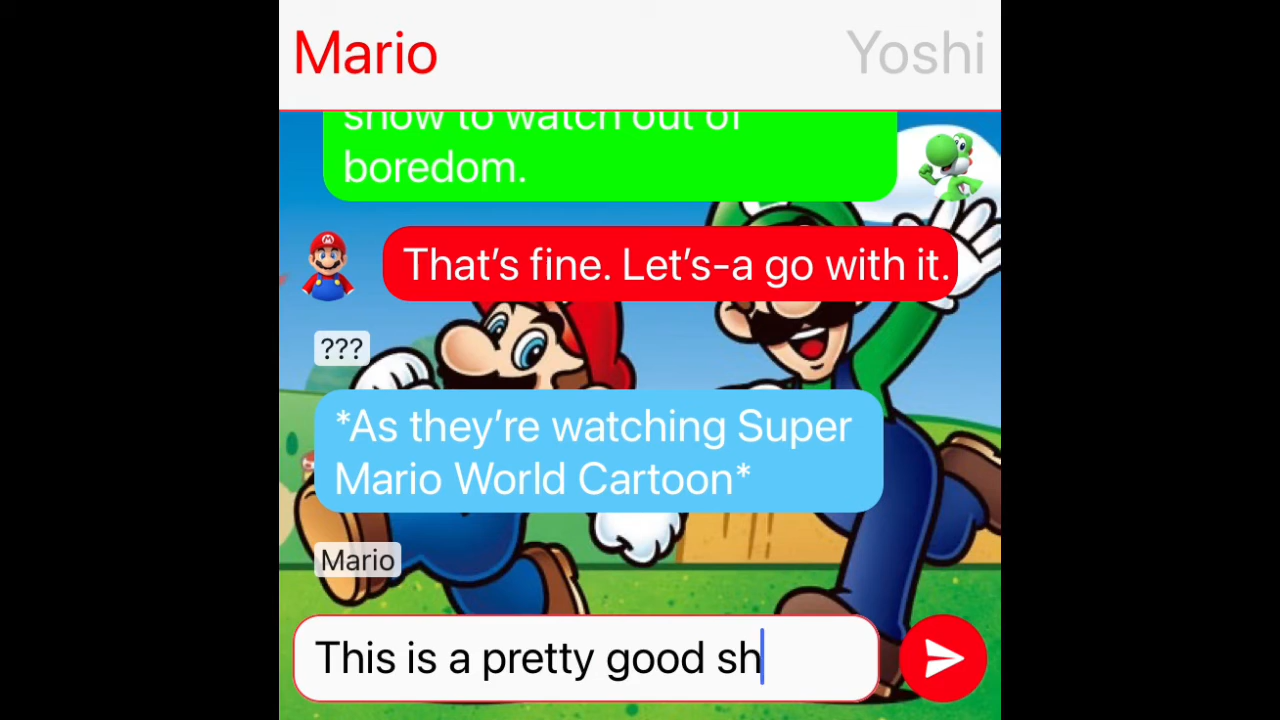 Mario Yoshi
show to watch out of
boredom.
That’s fine. Let’s-a go with it.
???
*As they’re watching Super
Mario World Cartoon*
Mario
This is a pretty good sh